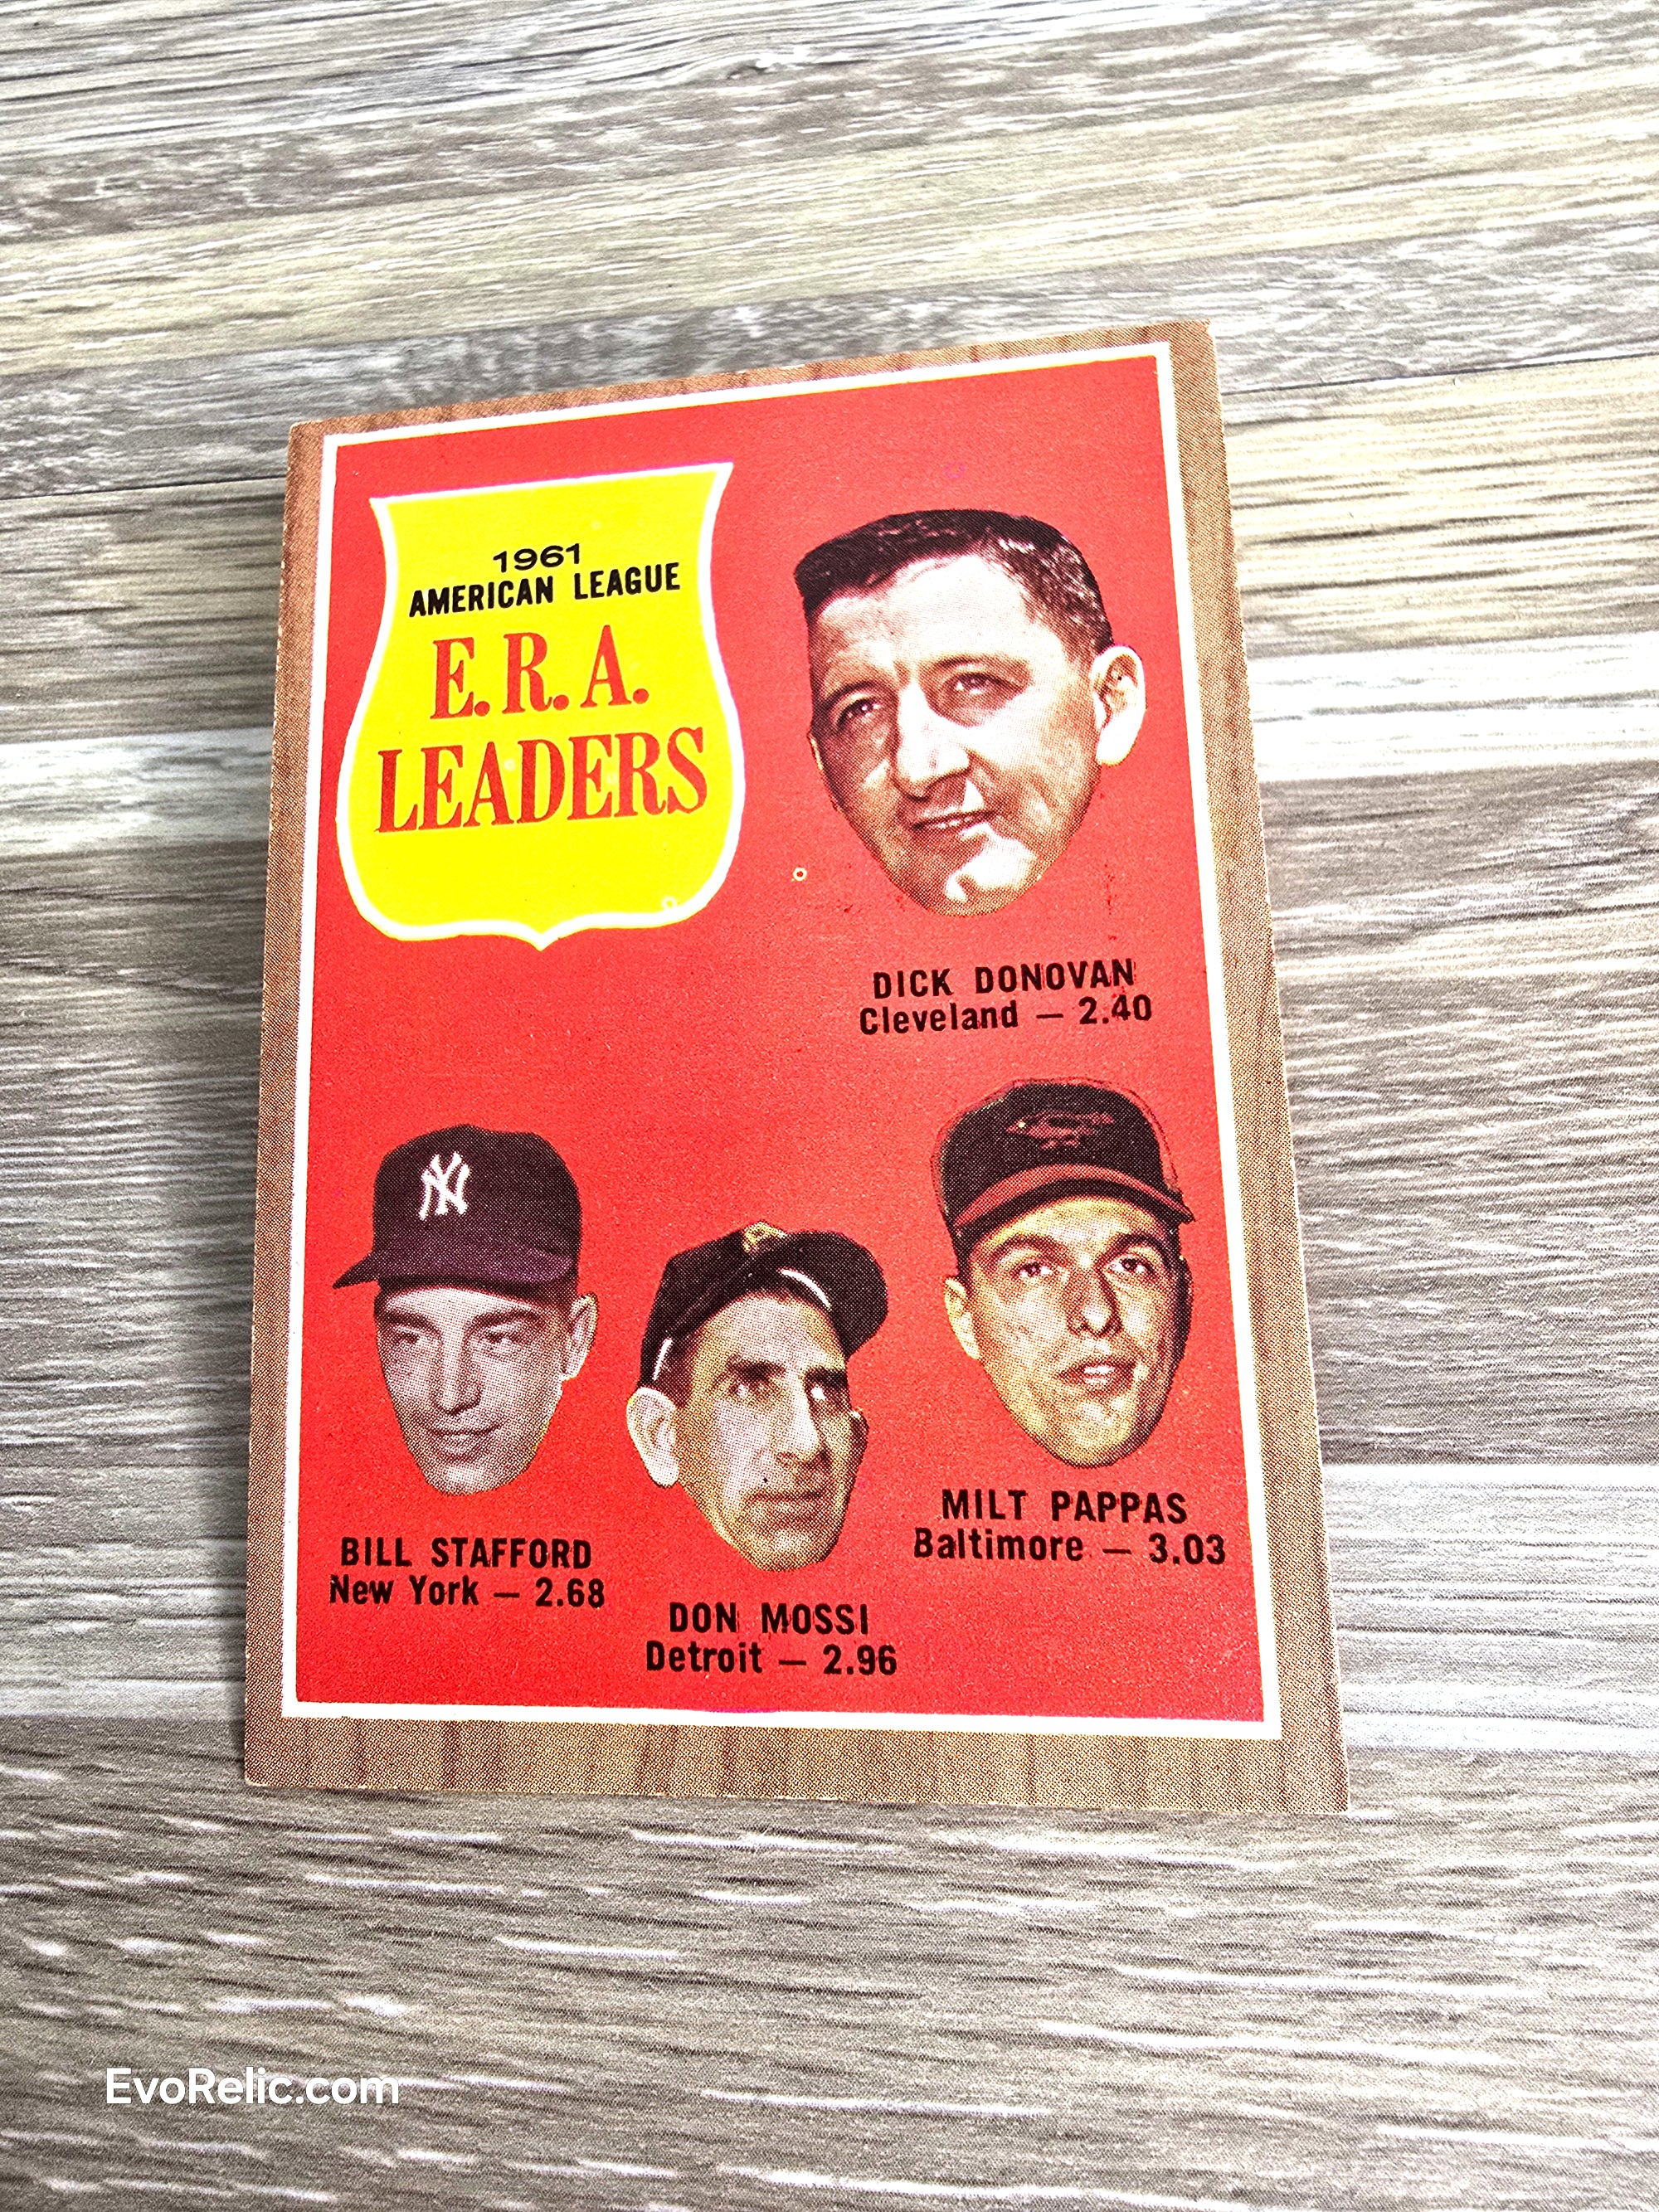 1961
AMERICAN LEAGUE
E.R.A.
LEADERS
DICK DONOVAN
Cleveland — 2.40
NY
BILL STAFFORD
New York — 2.68
DON MOSSI
Detroit — 2.96
MILT PAPPAS
Baltimore — 3.03
EvoRelic.com